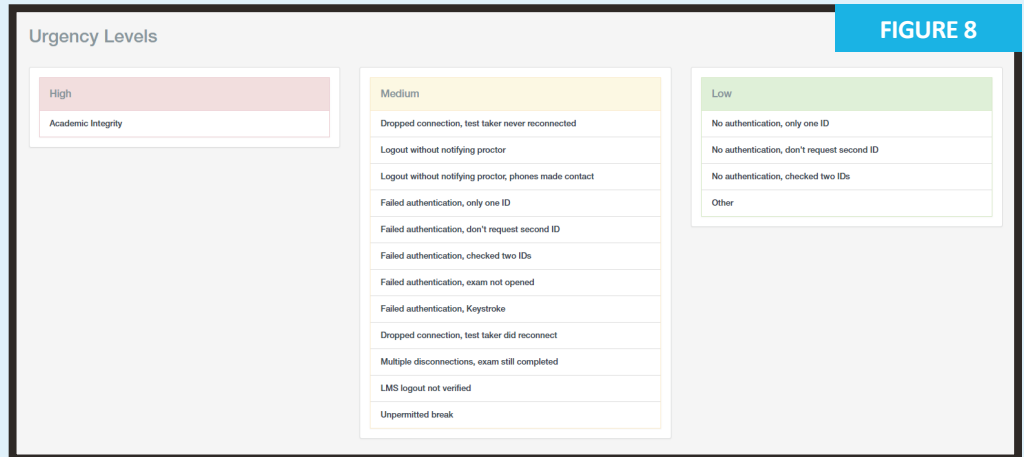 FIGURE 8
Urgency Levels
High
Academic Integrity
Medium
Dropped connection, test taker never reconnected
Logout without notifying proctor
Logout without notifying proctor, phones made contact
Failed authentication, only one ID
Failed authentication, don't request second ID
Failed authentication, checked two IDs
Failed authentication, exam not opened
Failed authentication, Keystroke
Dropped connection, test taker did reconnect
Multiple disconnections, exam still completed
LMS logout not verified
Unpermitted break
Low
No authentication, only one ID
No authentication, don't request second ID
No authentication, checked two IDs
Other